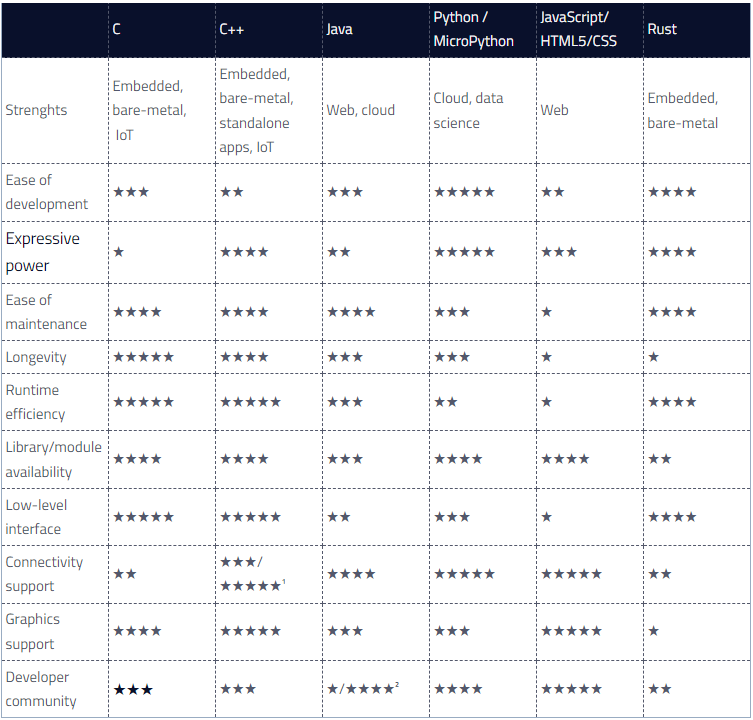 C C++ Java Python / MicroPython JavaScript/ HTML5/CSS Rust
Strenghts
Embedded,
bare-metal,
IoT
Embedded,
bare-metal,
standalone
apps, IoT
Web, cloud
Cloud, data
science
Web
Embedded,
bare-metal
Ease of
development
★★★ ★★ ★★★ ★★★★★ ★★ ★★★★
Expressive
power
★ ★★★★ ★★ ★★★★★ ★★★ ★★★★
Ease of
maintenance
★★★★ ★★★★ ★★★★ ★★★ ★ ★★★★
Longevity ★★★★★ ★★★★ ★★★ ★★★ ★ ★
Runtime
efficiency
★★★★★ ★★★★★ ★★★ ★★ ★ ★★★★
Library/module
availability
★★★★ ★★★★ ★★★ ★★★★ ★★★★ ★★
Low-level
interface
★★★★★ ★★★★★ ★★ ★★★ ★ ★★★★
Connectivity
support
★★ ★★★/
★★★★★¹ ★★★★ ★★★★★ ★★★★★ ★★
Graphics
support
★★★★ ★★★★★ ★★★ ★★★ ★★★★★ ★
Developer
community
★★★ ★★★ ★/★★★★² ★★★★ ★★★★★ ★★